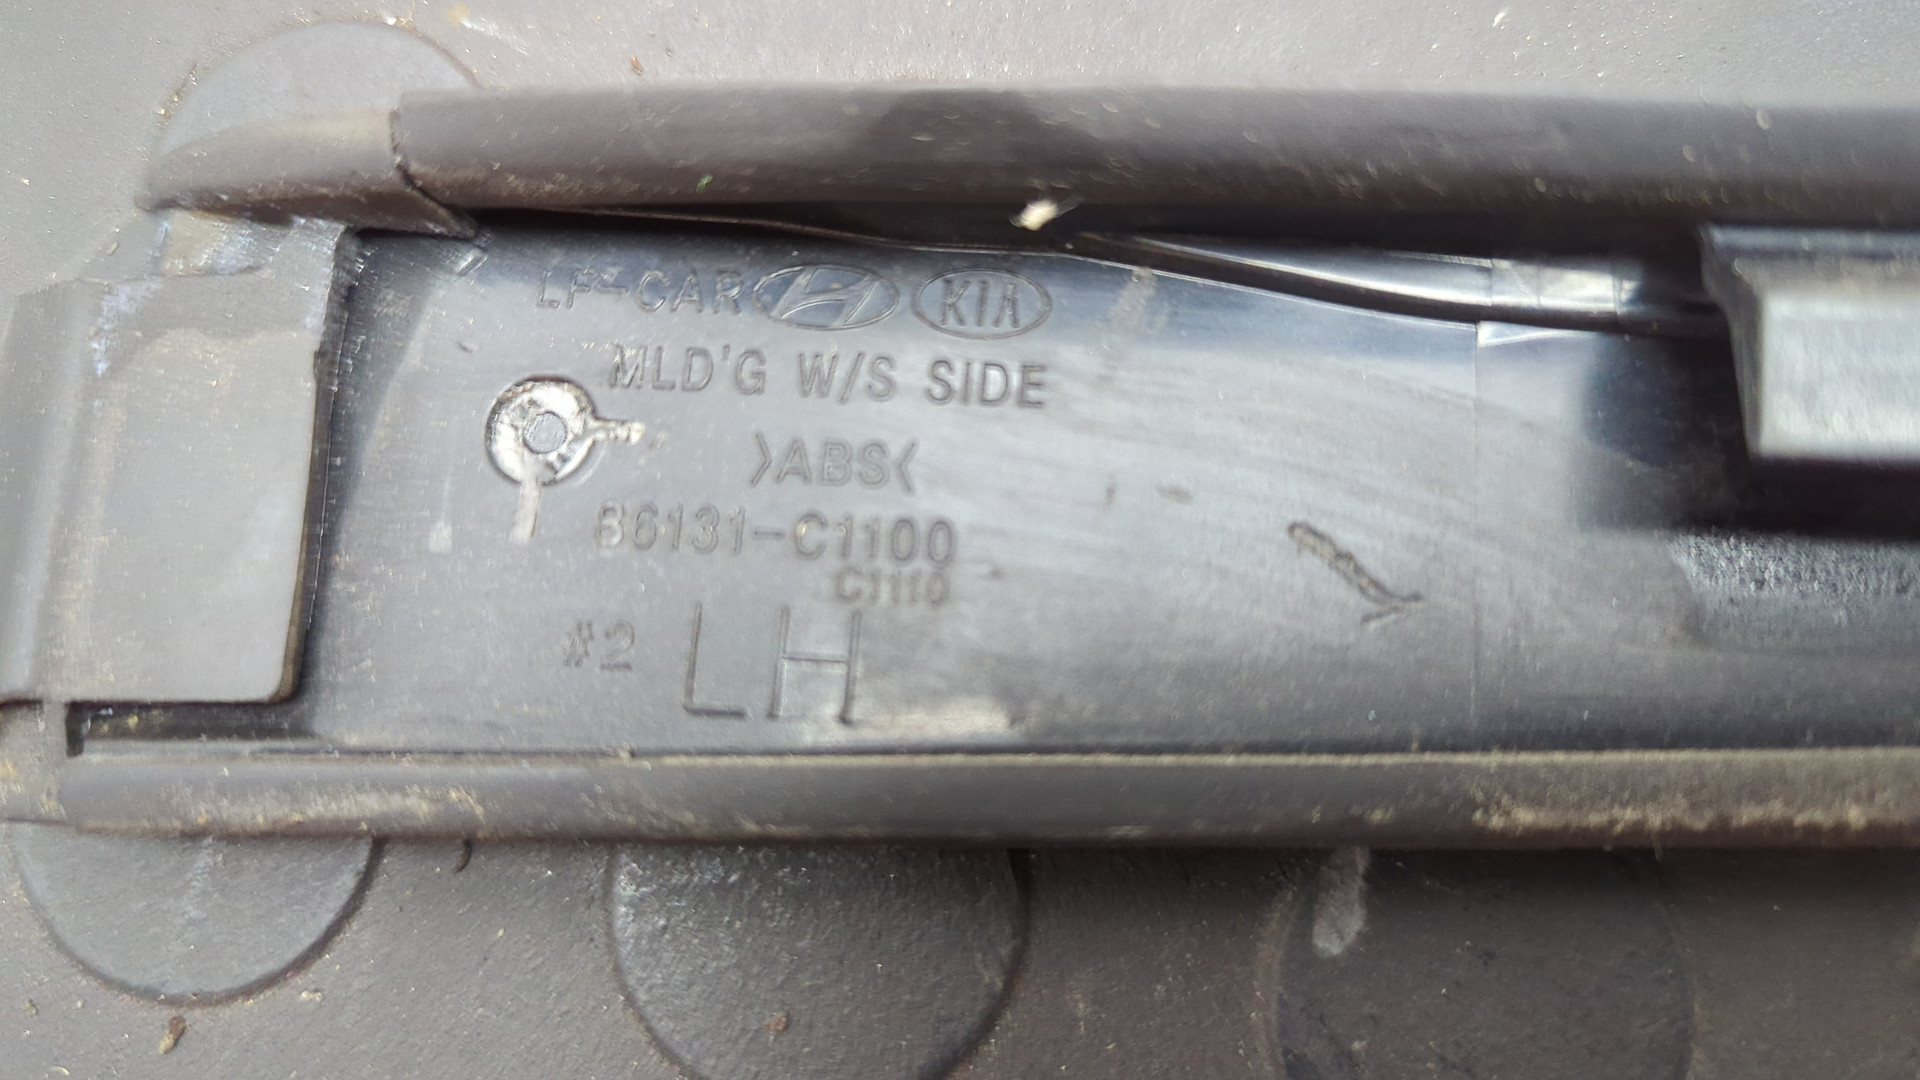 LF-CAR KIA
MLD'G W/S SIDE
>ABS<
86131-C1100
C1110
#2 LH